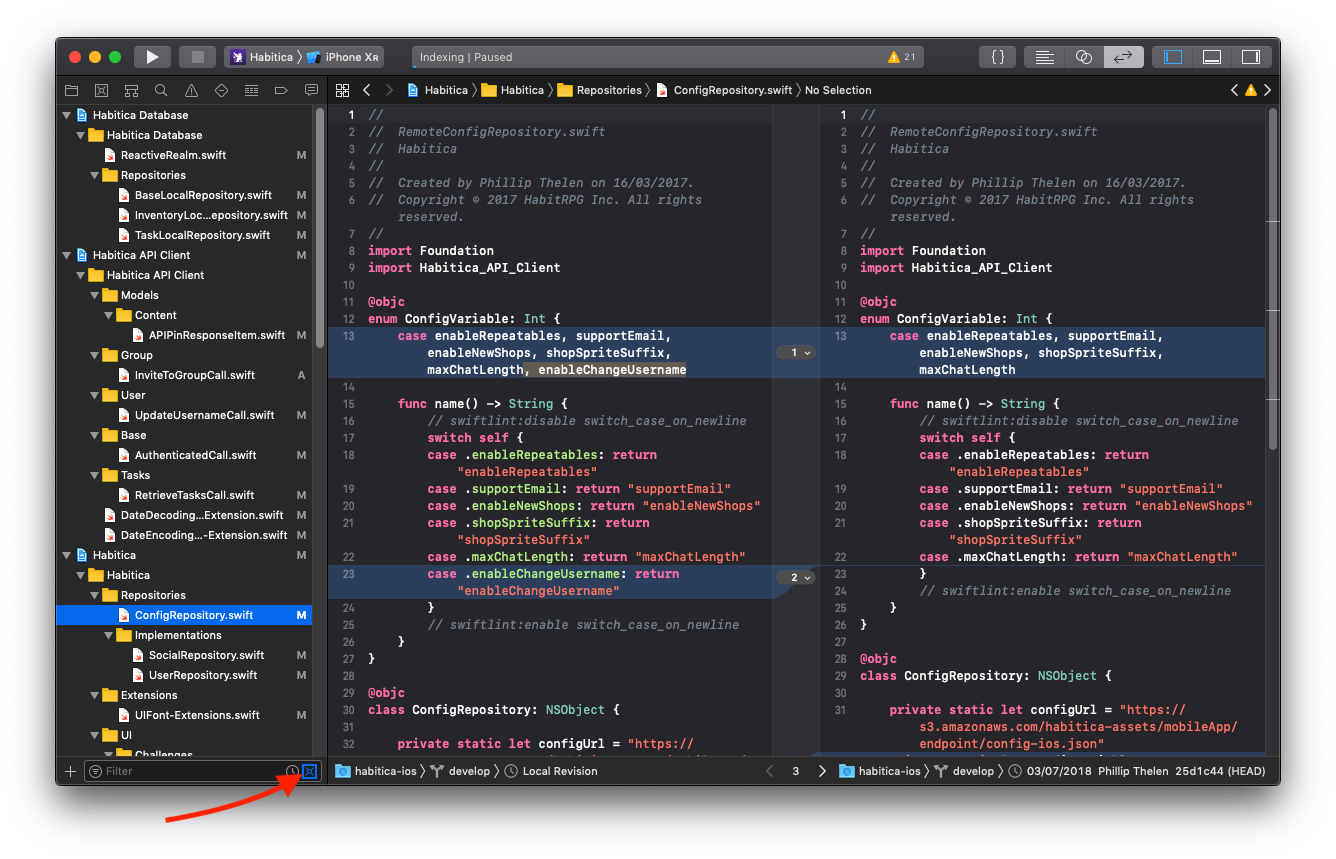 Habitica
iPhone XR
Indexing | Paused
21
{ }
Habitica
Habitica
Repositories
ConfigRepository.swift
No Selection
Habitica Database
Habitica Database
ReactiveRealm.swift M
Repositories
BaseLocalRepository.swift M
InventoryLoc...epository.swift M
TaskLocalRepository.swift M
Habitica API Client M
Habitica API Client
Models
Content
APIPinResponseItem.swift M
Group
InviteToGroupCall.swift A
User
UpdateUsernameCall.swift M
Base
AuthenticatedCall.swift M
Tasks
RetrieveTasksCall.swift M
DateDecoding...Extension.swift M
DateEncoding...-Extension.swift M
Habitica M
Habitica
Repositories
ConfigRepository.swift M
Implementations
SocialRepository.swift M
UserRepository.swift M
Extensions
UIFont-Extensions.swift M
UI
Challenges
Filter
1 //
2 // RemoteConfigRepository.swift
3 // Habitica
4 //
5 // Created by Phillip Thelen on 16/03/2017.
6 // Copyright © 2017 HabitRPG Inc. All rights
reserved.
7 //
8 import Foundation
9 import Habitica_API_Client
10
11 @objc
12 enum ConfigVariable: Int {
13 case enableRepeatables, supportEmail,
enableNewShops, shopSpriteSuffix,
maxChatLength, enableChangeUsername
14
15 func name() -> String {
16 // swiftlint:disable switch_case_on_newline
17 switch self {
18 case .enableRepeatables: return
"enableRepeatables"
19 case .supportEmail: return "supportEmail"
20 case .enableNewShops: return "enableNewShops"
21 case .shopSpriteSuffix: return
"shopSpriteSuffix"
22 case .maxChatLength: return "maxChatLength"
23 case .enableChangeUsername: return
"enableChangeUsername"
24 }
25 // swiftlint:enable switch_case_on_newline
26 }
27 }
28
29 @objc
30 class ConfigRepository: NSObject {
31
32 private static let configUrl = "https://
1
2
1 //
2 // RemoteConfigRepository.swift
3 // Habitica
4 //
5 // Created by Phillip Thelen on 16/03/2017.
6 // Copyright © 2017 HabitRPG Inc. All rights
reserved.
7 //
8 import Foundation
9 import Habitica_API_Client
10
11 @objc
12 enum ConfigVariable: Int {
13 case enableRepeatables, supportEmail,
enableNewShops, shopSpriteSuffix,
maxChatLength
14
15 func name() -> String {
16 // swiftlint:disable switch_case_on_newline
17 switch self {
18 case .enableRepeatables: return
"enableRepeatables"
19 case .supportEmail: return "supportEmail"
20 case .enableNewShops: return "enableNewShops"
21 case .shopSpriteSuffix: return
"shopSpriteSuffix"
22 case .maxChatLength: return "maxChatLength"
23 }
24 // swiftlint:enable switch_case_on_newline
25 }
26 }
27
28 @objc
29 class ConfigRepository: NSObject {
30
31 private static let configUrl = "https://
s3.amazonaws.com/habitica-assets/mobileApp/
endpoint/config-ios.json"
habitica-ios
develop
Local Revision
3
habitica-ios
develop
03/07/2018 Phillip Thelen 25d1c44 (HEAD)